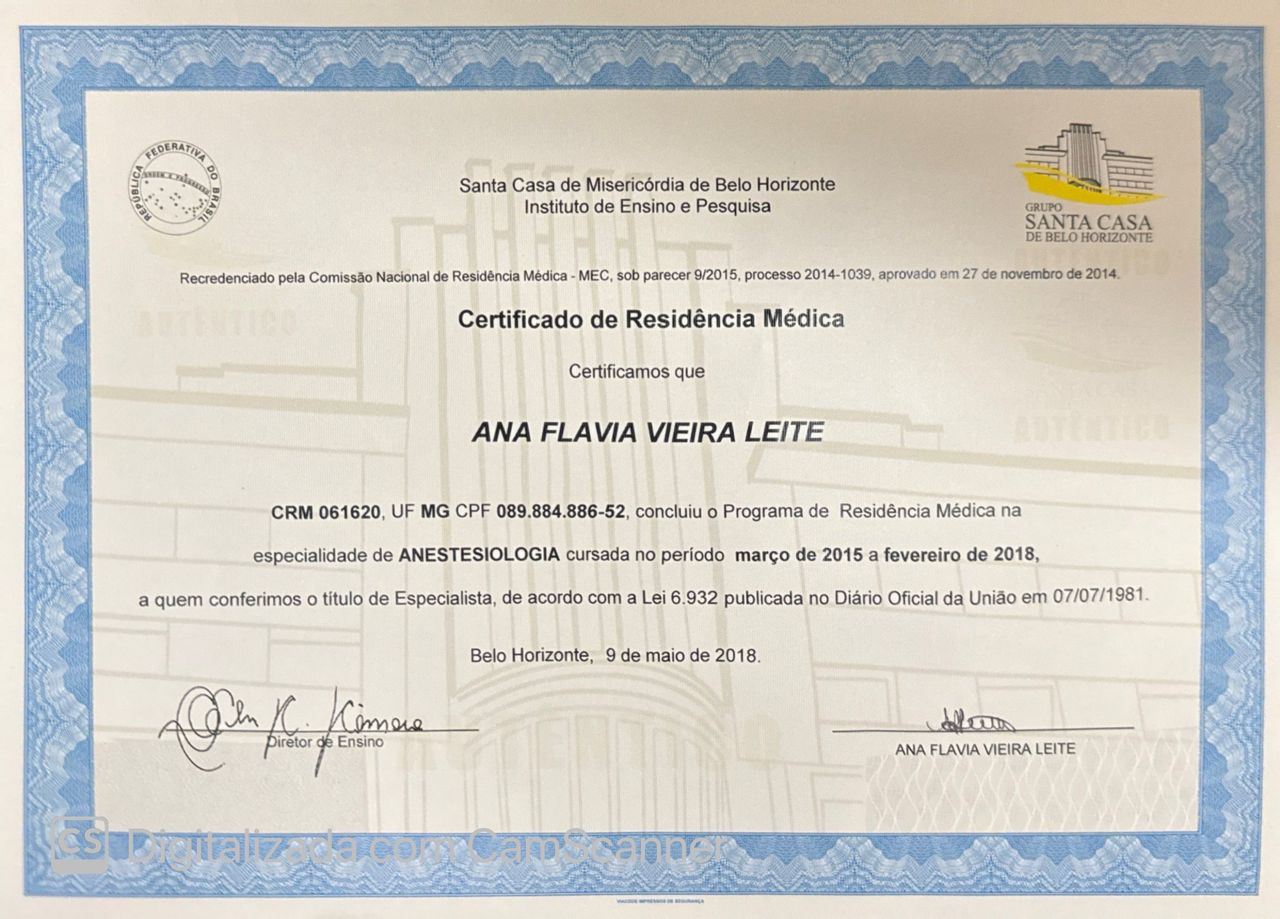 REPÚBLICA FEDERATIVA DO BRASIL
ORDEM E PROGRESSO
Santa Casa de Misericórdia de Belo Horizonte
Instituto de Ensino e Pesquisa
GRUPO
SANTA CASA
DE BELO HORIZONTE
Recredenciado pela Comissão Nacional de Residência Médica - MEC, sob parecer 9/2015, processo 2014-1039, aprovado em 27 de novembro de 2014.
AUTÊNTICO
Certificado de Residência Médica
Certificamos que
ANA FLAVIA VIEIRA LEITE
AUTÊNTICO
CRM 061620, UF MG CPF 089.884.886-52, concluiu o Programa de Residência Médica na
especialidade de ANESTESIOLOGIA cursada no período março de 2015 a fevereiro de 2018,
a quem conferimos o título de Especialista, de acordo com a Lei 6.932 publicada no Diário Oficial da União em 07/07/1981.
Belo Horizonte, 9 de maio de 2018.
Diretor de Ensino
ANA FLAVIA VIEIRA LEITE
CS Digitalizada com CamScanner